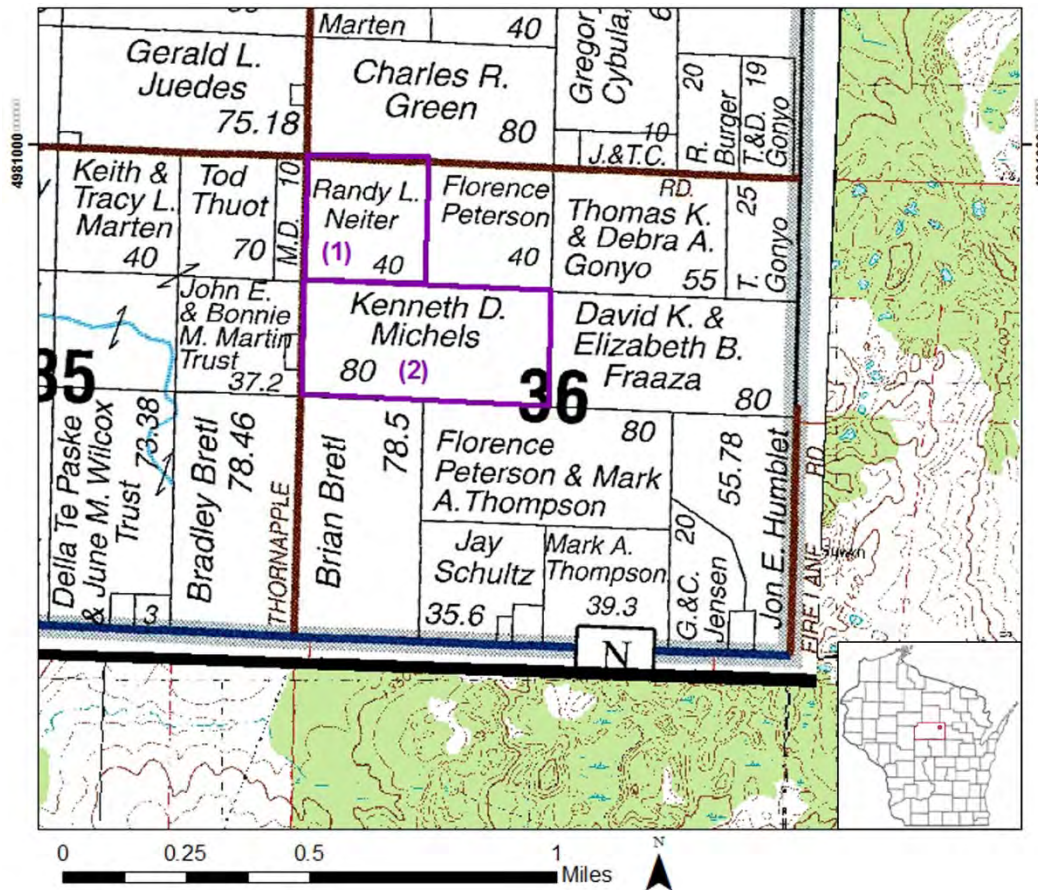 Marten
40
Gregor
Cybula,
6
Gerald L.
Juedes
75.18
Charles R.
Green
80
10
J.&T.C.
R. 20
Burger
T.&D. 19
Gonyo
4981000
Keith &
Tracy L.
Marten
40
Tod
Thuot
70
M.D. 10
Randy L.
Neiter
(1) 40
Florence
Peterson
40
RD.
Thomas K.
& Debra A.
Gonyo 55
T. 25
Gonyo
John E.
& Bonnie
M. Martin
Trust
37.2
Kenneth D.
Michels
80 (2)
David K. &
Elizabeth B.
Fraaza
80
35
36
Della Te Paske
& June M. Wilcox
Trust 73.38
3
Bradley Bretl
78.46
THORNAPPLE
Brian Bretl
78.5
80
Florence
Peterson & Mark
A. Thompson
Jay
Schultz
35.6
Mark A.
Thompson
39.3
G.&C. 20
Jensen
55.78
Jon E. Humblet
FIRE LANE RD
N
0 0.25 0.5 1
Miles
N